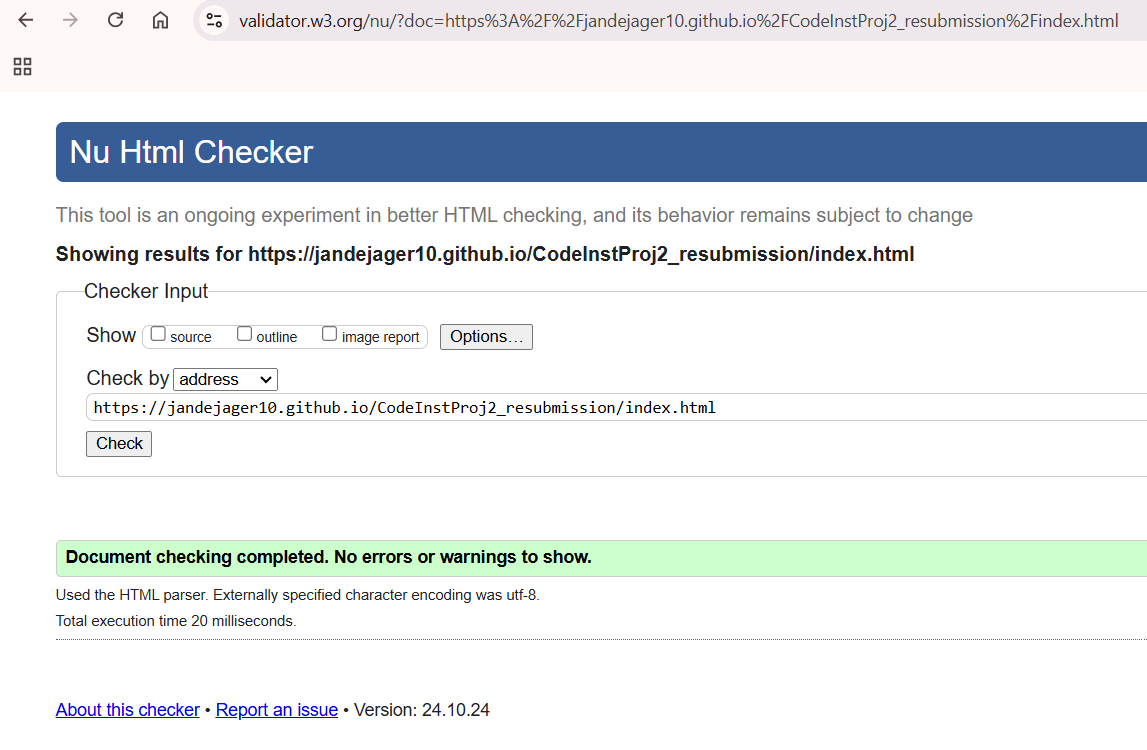 validator.w3.org/nu/?doc=https%3A%2F%2Fjandejager10.github.io%2FCodeInstProj2_resubmission%2Findex.html
Nu Html Checker
This tool is an ongoing experiment in better HTML checking, and its behavior remains subject to change
Showing results for https://jandejager10.github.io/CodeInstProj2_resubmission/index.html
Checker Input
Show source outline image report Options...
Check by address
https://jandejager10.github.io/CodeInstProj2_resubmission/index.html
Check
Document checking completed. No errors or warnings to show.
Used the HTML parser. Externally specified character encoding was utf-8.
Total execution time 20 milliseconds.
About this checker • Report an issue • Version: 24.10.24